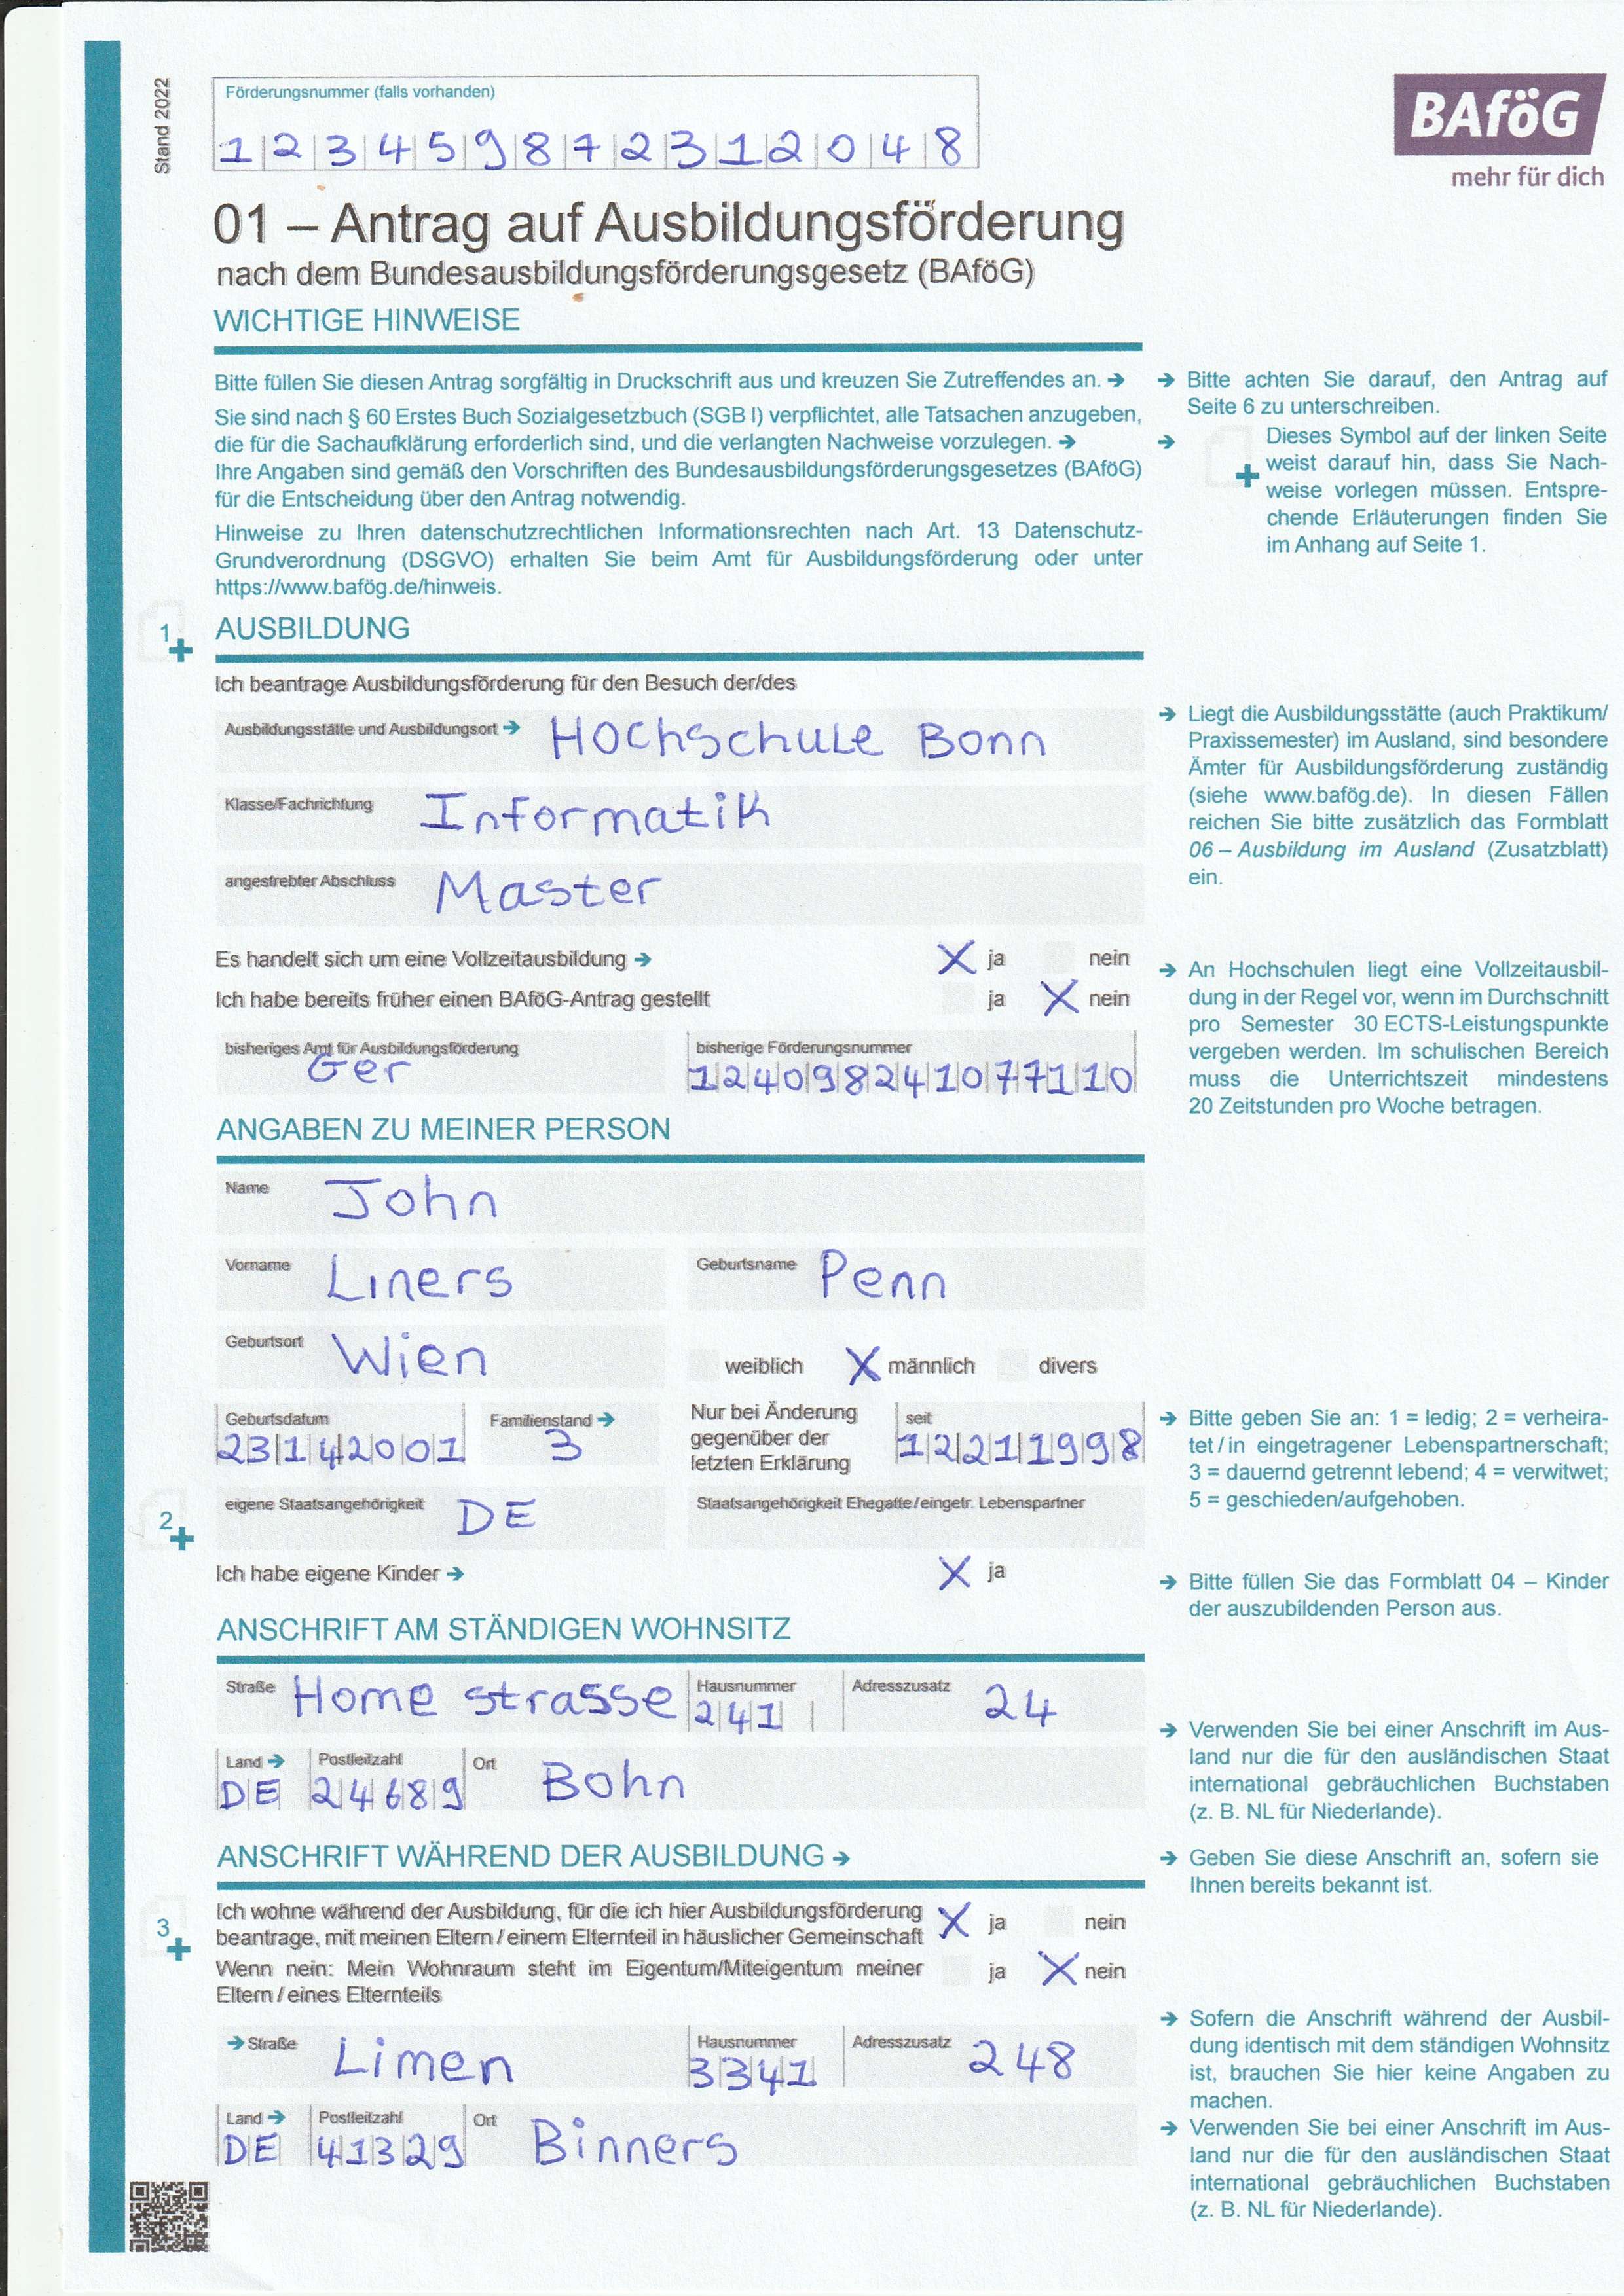 Stand 2022
Förderungsnummer (falls vorhanden)
123459872312048
BAföG
mehr für dich
01 – Antrag auf Ausbildungsförderung
nach dem Bundesausbildungsförderungsgesetz (BAföG)
WICHTIGE HINWEISE
Bitte füllen Sie diesen Antrag sorgfältig in Druckschrift aus und kreuzen Sie Zutreffendes an. →
Sie sind nach § 60 Erstes Buch Sozialgesetzbuch (SGB I) verpflichtet, alle Tatsachen anzugeben,
die für die Sachaufklärung erforderlich sind, und die verlangten Nachweise vorzulegen. →
Ihre Angaben sind gemäß den Vorschriften des Bundesausbildungsförderungsgesetzes (BAföG)
für die Entscheidung über den Antrag notwendig.
Hinweise zu Ihren datenschutzrechtlichen Informationsrechten nach Art. 13 Datenschutz-
Grundverordnung (DSGVO) erhalten Sie beim Amt für Ausbildungsförderung oder unter
https://www.bafög.de/hinweis.
→ Bitte achten Sie darauf, den Antrag auf
Seite 6 zu unterschreiben.
→ Dieses Symbol auf der linken Seite
weist darauf hin, dass Sie Nach-
weise vorlegen müssen. Entspre-
chende Erläuterungen finden Sie
im Anhang auf Seite 1.
1 AUSBILDUNG
Ich beantrage Ausbildungsförderung für den Besuch der/des
Ausbildungsstätte und Ausbildungsort → Hochschule Bonn
Klasse/Fachrichtung Informatik
angestrebter Abschluss Master
→ Liegt die Ausbildungsstätte (auch Praktikum/
Praxissemester) im Ausland, sind besondere
Ämter für Ausbildungsförderung zuständig
(siehe www.bafög.de). In diesen Fällen
reichen Sie bitte zusätzlich das Formblatt
06 – Ausbildung im Ausland (Zusatzblatt)
ein.
Es handelt sich um eine Vollzeitausbildung → X ja nein
Ich habe bereits früher einen BAföG-Antrag gestellt ja X nein
bisheriges Amt für Ausbildungsförderung bisherige Förderungsnummer
Ger 124098241077110
→ An Hochschulen liegt eine Vollzeitausbil-
dung in der Regel vor, wenn im Durchschnitt
pro Semester 30 ECTS-Leistungspunkte
vergeben werden. Im schulischen Bereich
muss die Unterrichtszeit mindestens
20 Zeitstunden pro Woche betragen.
ANGABEN ZU MEINER PERSON
Name John
Vorname Liners Geburtsname Penn
Geburtsort Wien weiblich X männlich divers
Geburtsdatum Familienstand → Nur bei Änderung seit
23142001 3 gegenüber der 12211998
letzten Erklärung
→ Bitte geben Sie an: 1 = ledig; 2 = verheira-
tet / in eingetragener Lebenspartnerschaft;
3 = dauernd getrennt lebend; 4 = verwitwet;
5 = geschieden/aufgehoben.
2 eigene Staatsangehörigkeit DE Staatsangehörigkeit Ehegatte / eingetr. Lebenspartner
Ich habe eigene Kinder → X ja
→ Bitte füllen Sie das Formblatt 04 – Kinder
der auszubildenden Person aus.
ANSCHRIFT AM STÄNDIGEN WOHNSITZ
Straße Home strasse Hausnummer 241 Adresszusatz 24
Land → Postleitzahl Ort
DE 24689 Bohn
→ Verwenden Sie bei einer Anschrift im Aus-
land nur die für den ausländischen Staat
international gebräuchlichen Buchstaben
(z. B. NL für Niederlande).
ANSCHRIFT WÄHREND DER AUSBILDUNG →
→ Geben Sie diese Anschrift an, sofern sie
Ihnen bereits bekannt ist.
3 Ich wohne während der Ausbildung, für die ich hier Ausbildungsförderung
beantrage, mit meinen Eltern / einem Elternteil in häuslicher Gemeinschaft X ja nein
Wenn nein: Mein Wohnraum steht im Eigentum/Miteigentum meiner ja X nein
Eltern / eines Elternteils
→ Straße Limen Hausnummer 3341 Adresszusatz 248
Land → Postleitzahl Ort
DE 41329 Binners
→ Sofern die Anschrift während der Ausbil-
dung identisch mit dem ständigen Wohnsitz
ist, brauchen Sie hier keine Angaben zu
machen.
→ Verwenden Sie bei einer Anschrift im Aus-
land nur die für den ausländischen Staat
international gebräuchlichen Buchstaben
(z. B. NL für Niederlande).